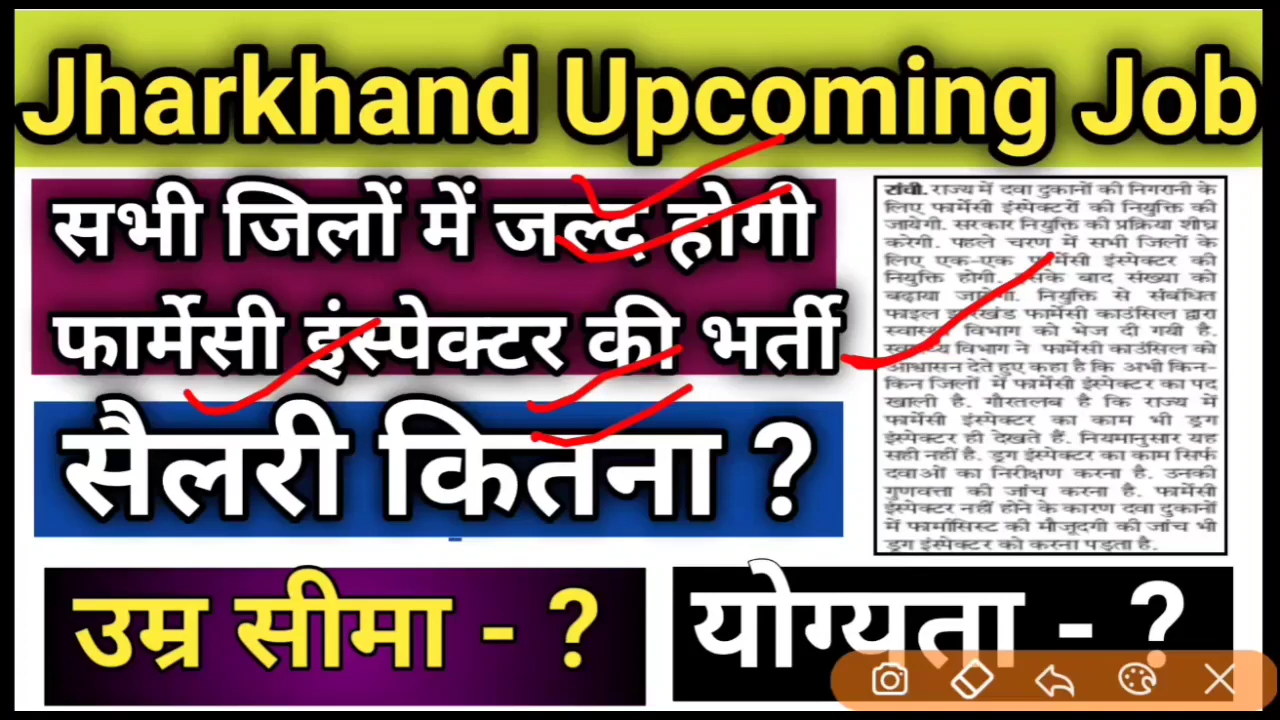 Jharkhand Upcoming Job
सभी जिलों में जल्द होगी
फार्मेसी इंस्पेक्टर की भर्ती
सैलरी कितना ?
रांची. राज्य में दवा दुकानों की निगरानी के
लिए फार्मेसी इंस्पेक्टरों की नियुक्ति की
जायेगी. सरकार नियुक्ति की प्रक्रिया शीघ्र
करेगी. पहले चरण में सभी जिलों के
लिए एक-एक फार्मेसी इंस्पेक्टर की
नियुक्ति होगी. इसके बाद संख्या को
बढ़ाया जायेगा. नियुक्ति से संबंधित
फाइल झारखंड फार्मेसी काउंसिल द्वारा
स्वास्थ्य विभाग को भेज दी गयी है.
स्वास्थ्य विभाग ने फार्मेसी काउंसिल को
आश्वासन देते हुए कहा है कि अभी किन-
किन जिलों में फार्मेसी इंस्पेक्टर का पद
खाली है. गौरतलब है कि राज्य में
फार्मेसी इंस्पेक्टर का काम भी ड्रग
इंस्पेक्टर ही देखते हैं. नियमानुसार यह
सही नहीं है. ड्रग इंस्पेक्टर का काम सिर्फ
दवाओं का निरीक्षण करना है. उनकी
गुणवत्ता की जांच करना है. फार्मेसी
इंस्पेक्टर नहीं होने के कारण दवा दुकानों
में फार्मासिस्ट की मौजूदगी की जांच भी
ड्रग इंस्पेक्टर को करना पड़ता है.
उम्र सीमा - ?
योग्यता - ?